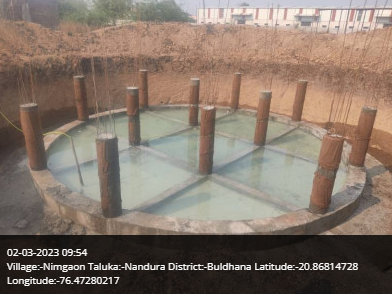 02-03-2023 09:54
Village:-Nimgaon Taluka:-Nandura District:-Buldhana Latitude:-20.86814728
Longitude:-76.47280217